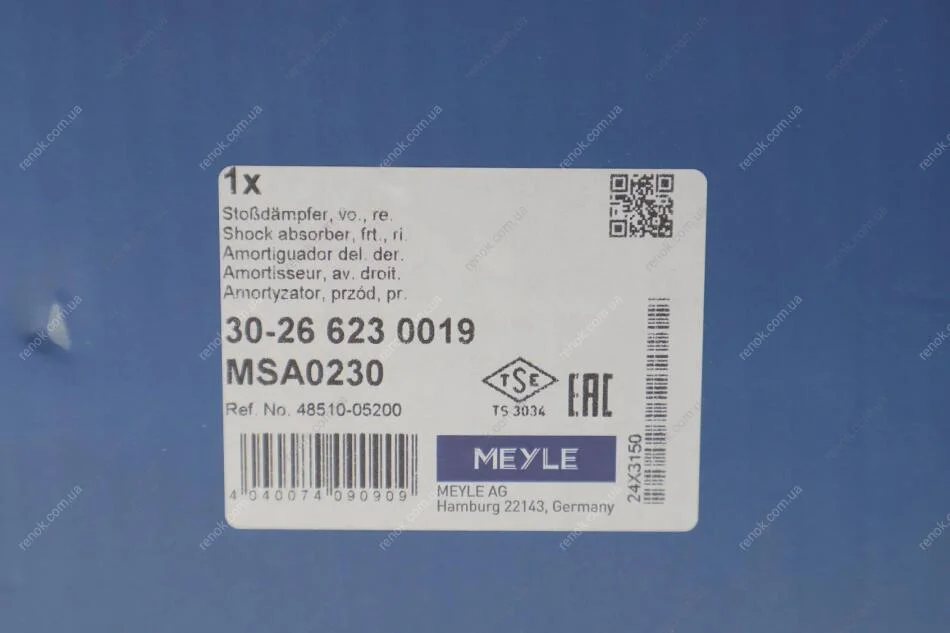 1x
Stoßdämpfer, vo., re.
Shock absorber, frt., ri.
Amortiguador del. der.
Amortisseur, av. droit.
Amortyzator, przód, pr.
30-26 623 0019
MSA0230
Ref. No. 48510-05200
TSE
TS 3034
EAC
4 040074 090909
MEYLE
MEYLE AG
Hamburg 22143, Germany
24X3150
renok.com.ua